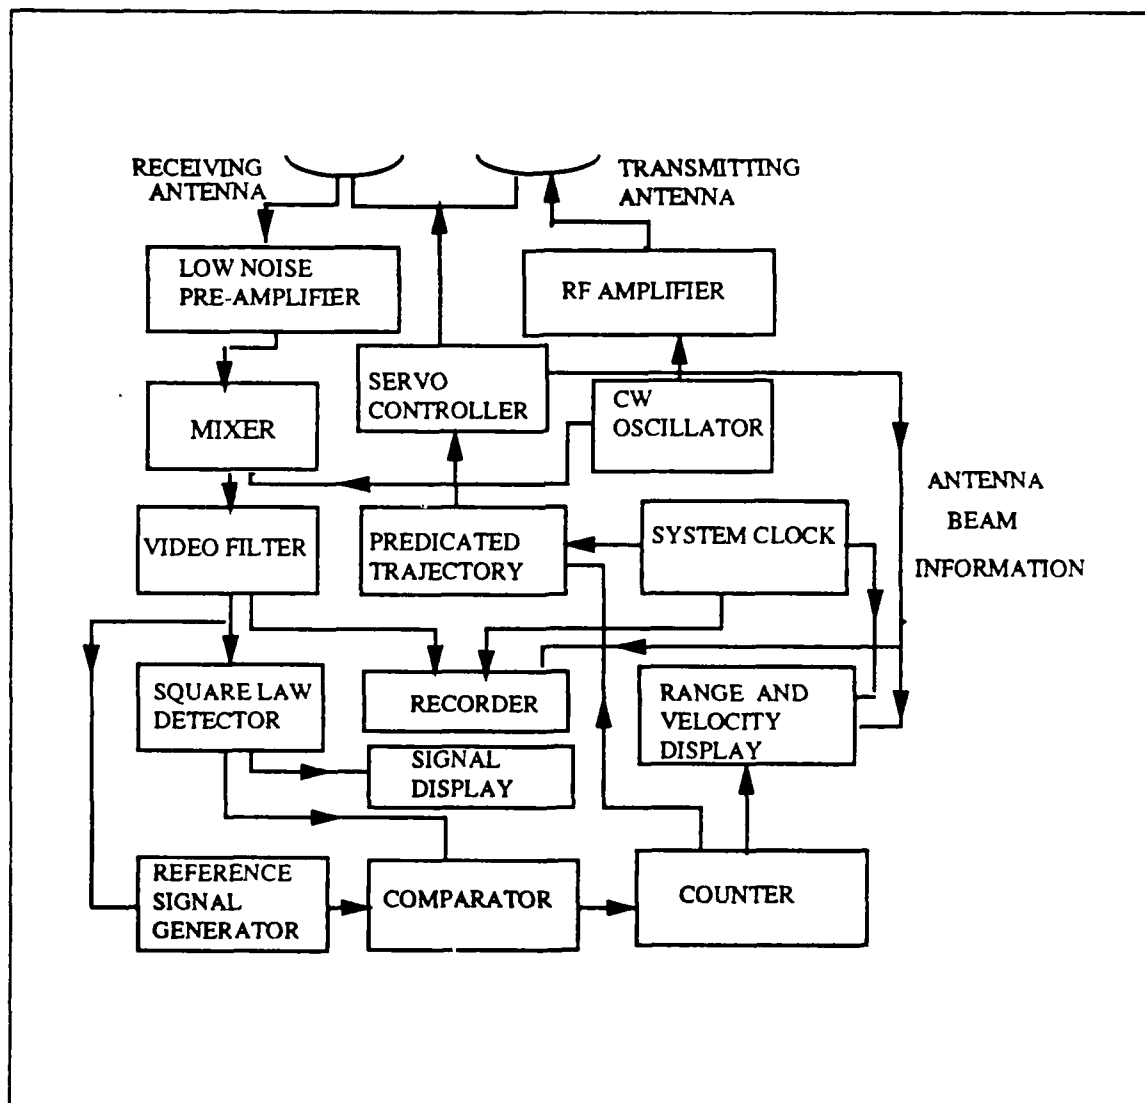 RECEIVING
ANTENNA
TRANSMITTING
ANTENNA
LOW NOISE
PRE-AMPLIFIER
RF AMPLIFIER
SERVO
CONTROLLER
CW
OSCILLATOR
MIXER
ANTENNA
BEAM
INFORMATION
VIDEO FILTER
PREDICATED
TRAJECTORY
SYSTEM CLOCK
SQUARE LAW
DETECTOR
RECORDER
RANGE AND
VELOCITY
DISPLAY
SIGNAL
DISPLAY
REFERENCE
SIGNAL
GENERATOR
COMPARATOR
COUNTER